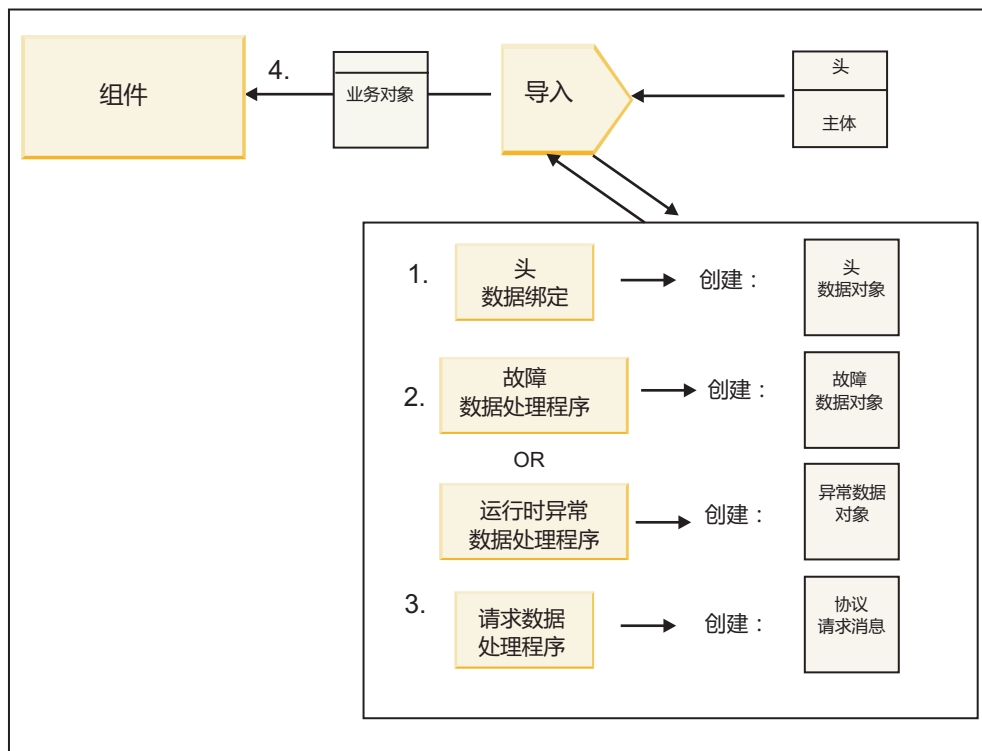 组件
4.
业务对象
导入
头
主体
1.
头
数据绑定
创建：
头
数据对象
2.
故障
数据处理程序
创建：
故障
数据对象
OR
运行时异常
数据处理程序
创建：
异常数据
对象
3.
请求数据
处理程序
创建：
协议
请求消息